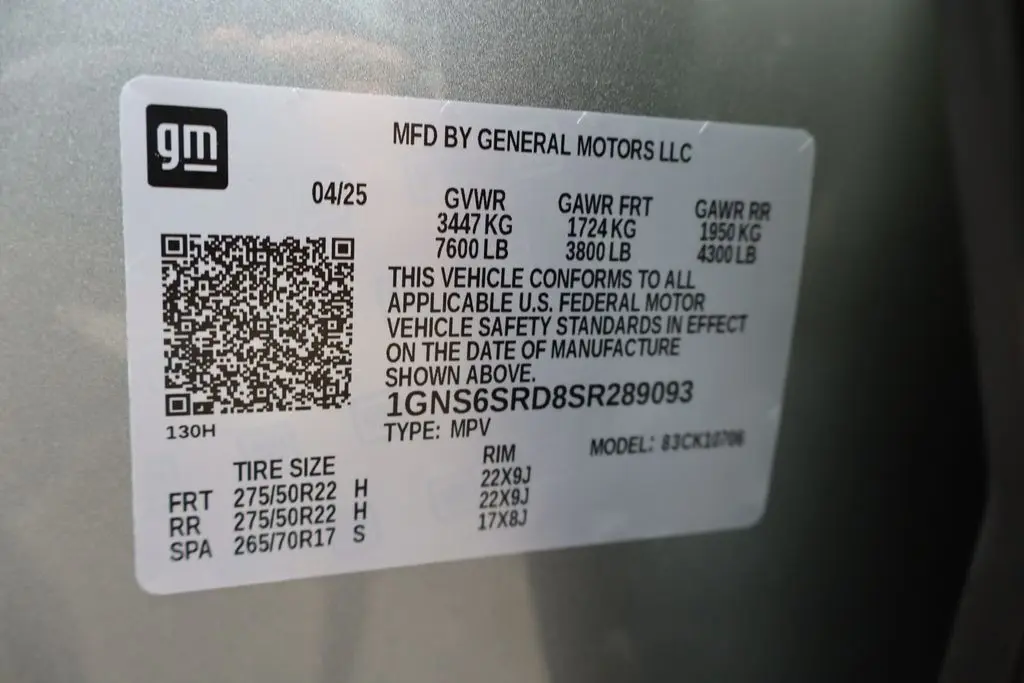 gm
MFD BY GENERAL MOTORS LLC
04/25
GVWR GAWR FRT GAWR RR
3447 KG 1724 KG 1950 KG
7600 LB 3800 LB 4300 LB
THIS VEHICLE CONFORMS TO ALL
APPLICABLE U.S. FEDERAL MOTOR
VEHICLE SAFETY STANDARDS IN EFFECT
ON THE DATE OF MANUFACTURE
SHOWN ABOVE.
1GNS6SRD8SR289093
130H
TYPE: MPV MODEL: 83CK10706
TIRE SIZE RIM
FRT 275/50R22 H 22X9J
RR 275/50R22 H 22X9J
SPA 265/70R17 S 17X8J